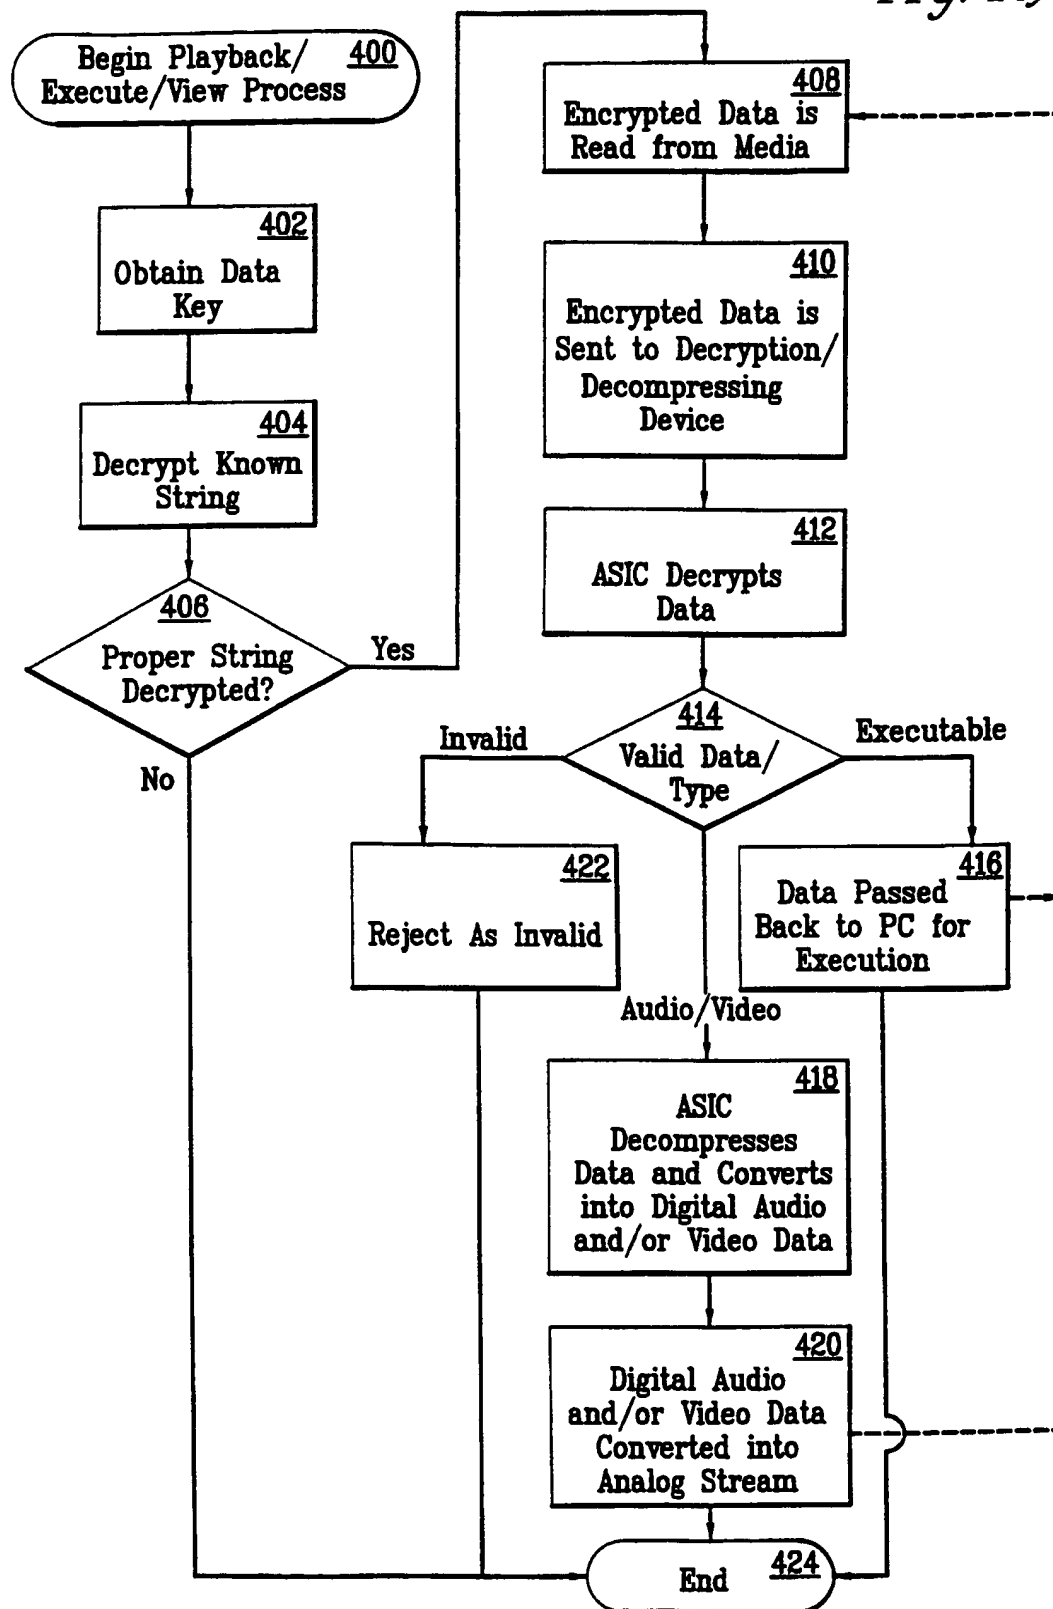 Begin Playback/ 400
Execute/View Process
402
Obtain Data
Key
404
Decrypt Known
String
406
Proper String
Decrypted?
Yes
No
408
Encrypted Data is
Read from Media
410
Encrypted Data is
Sent to Decryption/
Decompressing
Device
412
ASIC Decrypts
Data
414
Valid Data/
Type
Invalid
Executable
422
Reject As Invalid
416
Data Passed
Back to PC for
Execution
Audio/Video
418
ASIC
Decompresses
Data and Converts
into Digital Audio
and/or Video Data
420
Digital Audio
and/or Video Data
Converted into
Analog Stream
End 424